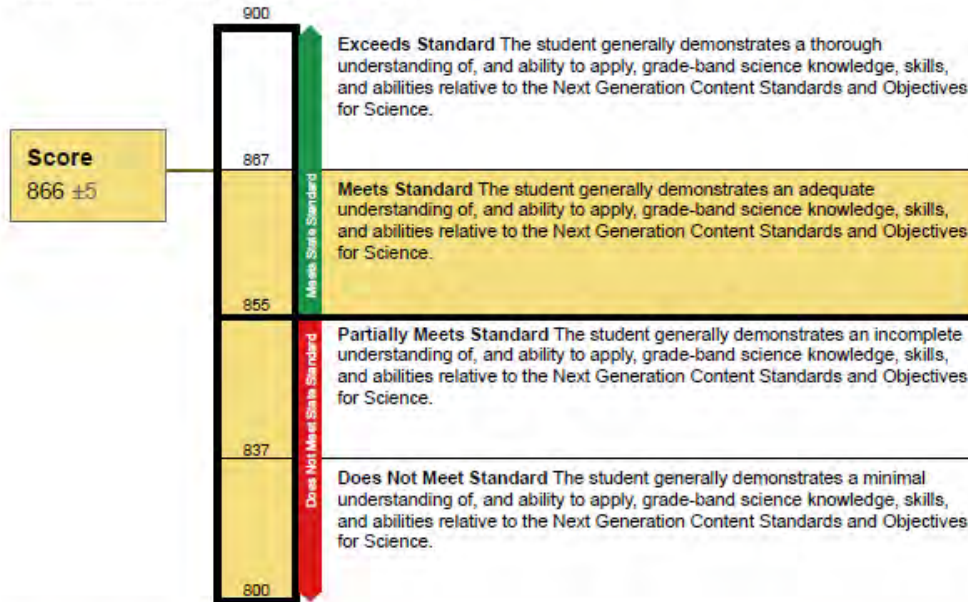 900
Exceeds Standard The student generally demonstrates a thorough
understanding of, and ability to apply, grade-band science knowledge, skills,
and abilities relative to the Next Generation Content Standards and Objectives
for Science.
Score
866 ±5
867
Meets Standard The student generally demonstrates an adequate
understanding of, and ability to apply, grade-band science knowledge, skills,
and abilities relative to the Next Generation Content Standards and Objectives
for Science.
Meets State Standard
855
Partially Meets Standard The student generally demonstrates an incomplete
understanding of, and ability to apply, grade-band science knowledge, skills,
and abilities relative to the Next Generation Content Standards and Objectives
for Science.
Does Not Meet State Standard
837
Does Not Meet Standard The student generally demonstrates a minimal
understanding of, and ability to apply, grade-band science knowledge, skills,
and abilities relative to the Next Generation Content Standards and Objectives
for Science.
800